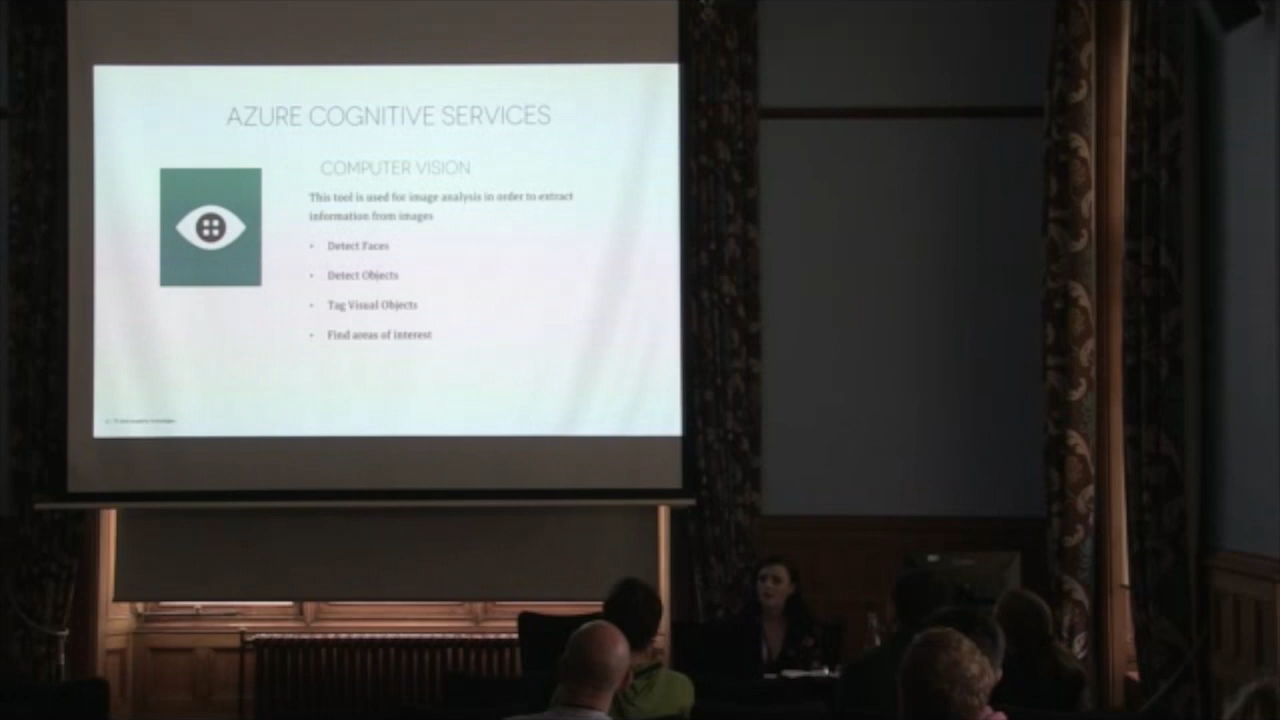 AZURE COGNITIVE SERVICES
COMPUTER VISION
This tool is used for image analysis in order to extract
information from images
• Detect Faces
• Detect Objects
• Tag Visual Objects
• Find areas of interest